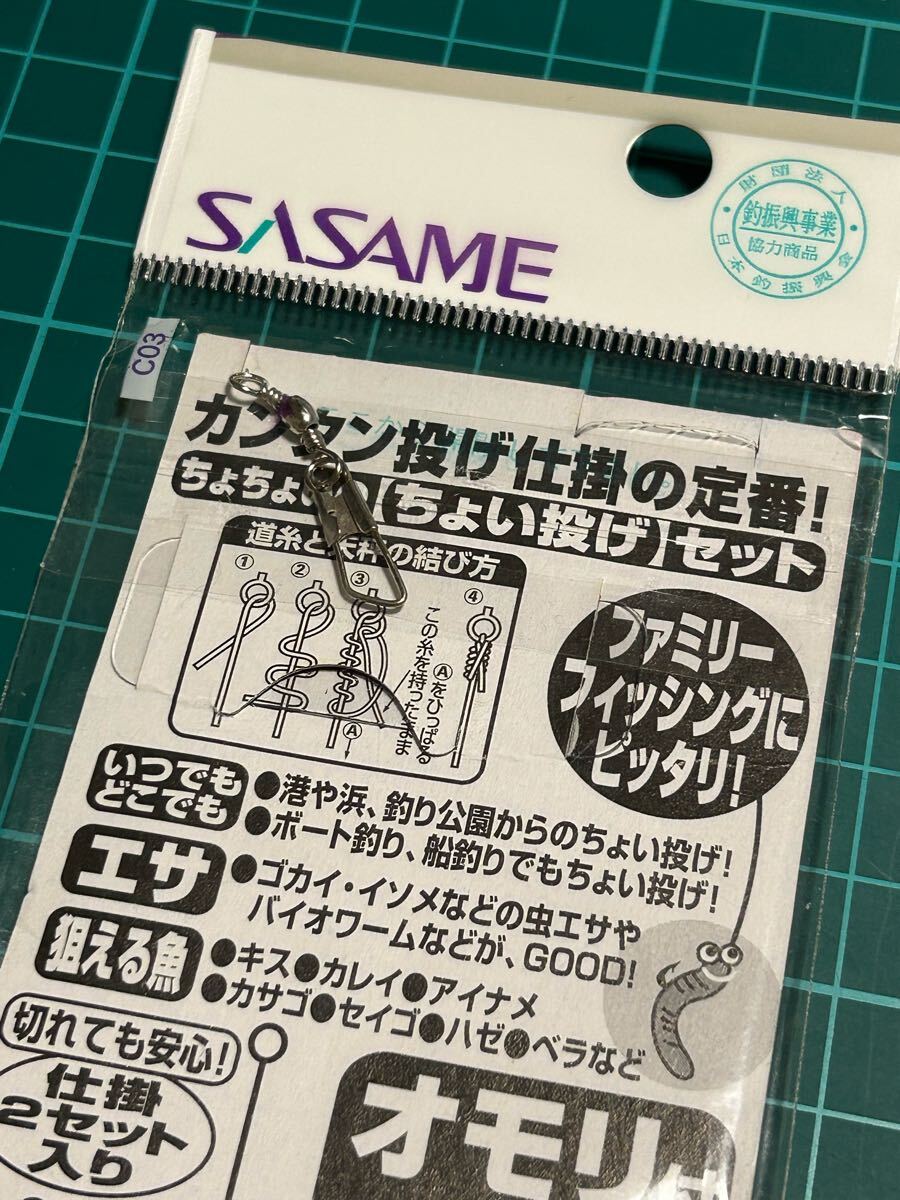 SASAME
財団法人
釣振興事業
協力商品
日本釣振興会
C03
カンタン投げ仕掛の定番!
ちょい投げ セット
道糸と天秤の結び方
① ② ③ ④
この糸を持ったまま
Ⓐをひっぱる
Ⓐ
ファミリー
フィッシングに
ピッタリ!
いつでも
どこでも
●港や浜、釣り公園からのちょい投げ!
●ボート釣り、船釣りでもちょい投げ!
エサ
●ゴカイ・イソメなどの虫エサや
バイオワームなどが、GOOD!
狙える魚
●キス●カレイ●アイナメ
●カサゴ●セイゴ●ハゼ●ベラなど
切れても安心!
仕掛
2セット
入り
オモリ